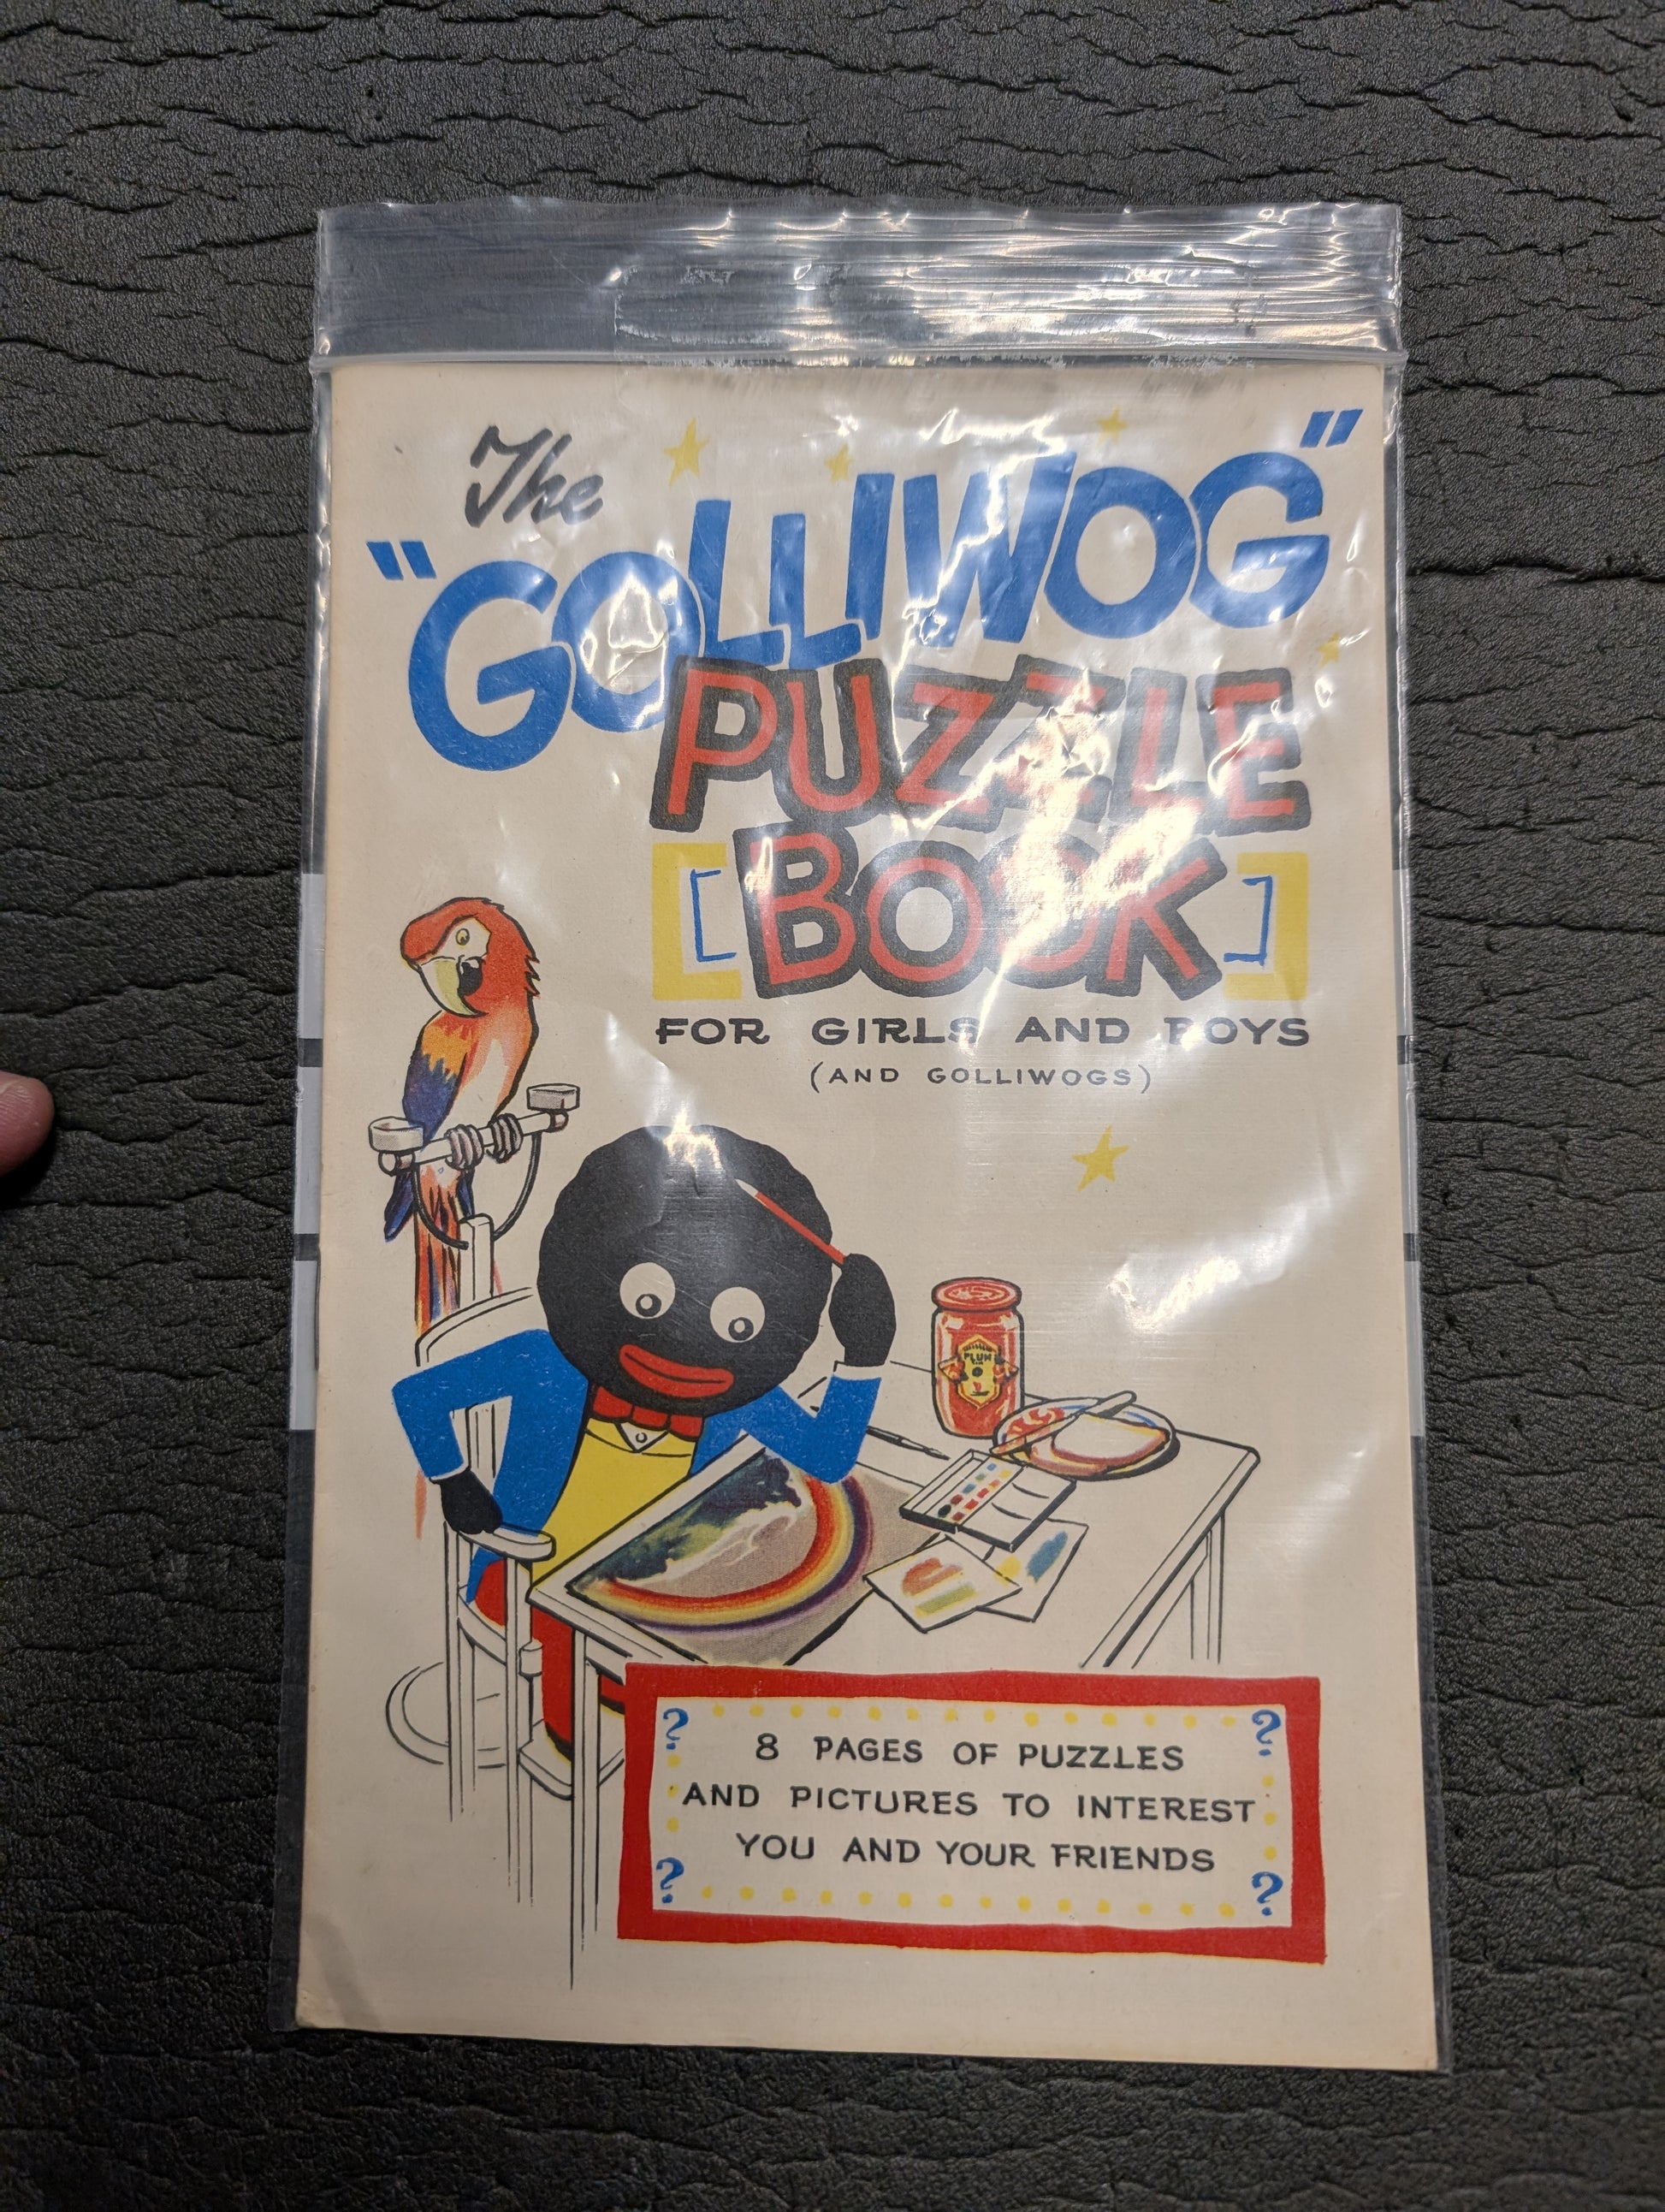 The
"GOLLIWOG"
PUZZLE
BOOK
FOR GIRLS AND BOYS
(AND GOLLIWOGS)
PLUM
? ?
8 PAGES OF PUZZLES
AND PICTURES TO INTEREST
YOU AND YOUR FRIENDS
? ?